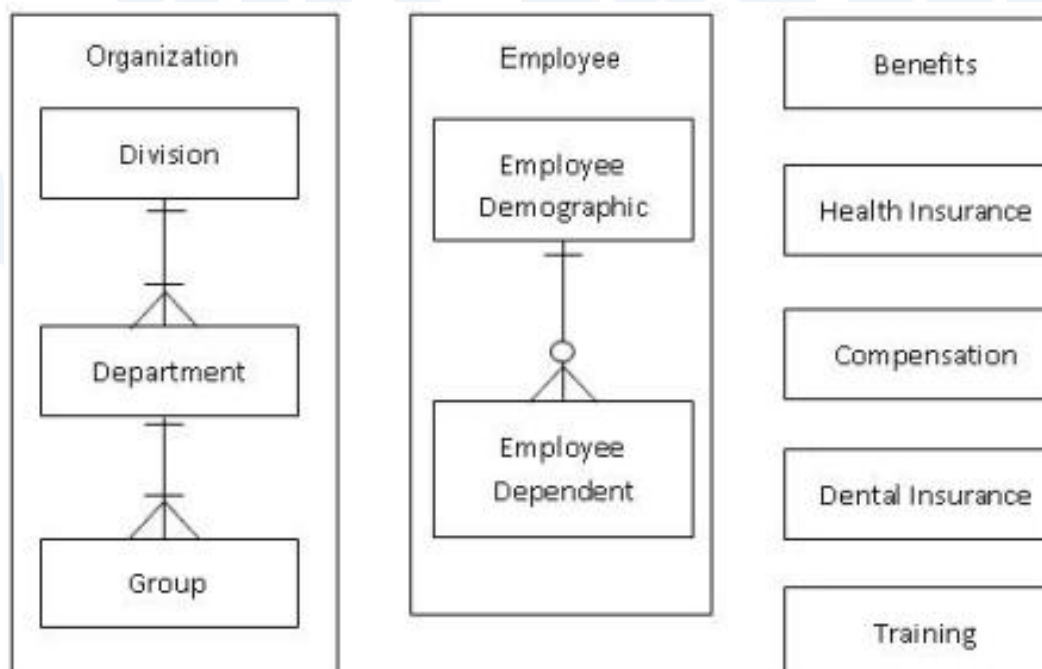 Organization
Division
Department
Group
Employee
Employee
Demographic
Employee
Dependent
Benefits
Health Insurance
Compensation
Dental Insurance
Training